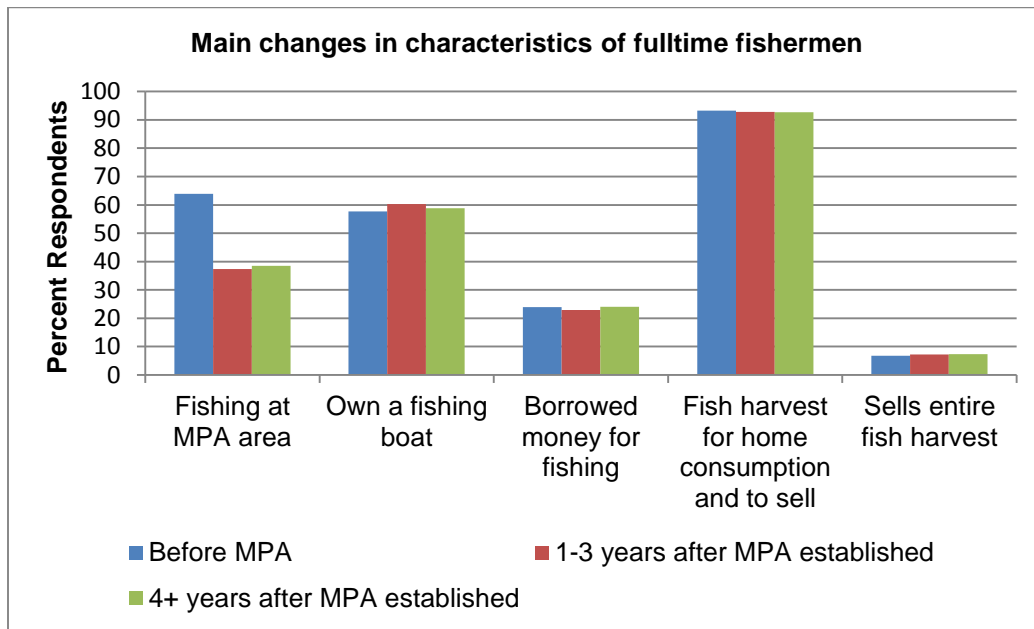 Main changes in characteristics of fulltime fishermen
Percent Respondents
100
90
80
70
60
50
40
30
20
10
0
Fishing at
MPA area
Own a fishing
boat
Borrowed
money for
fishing
Fish harvest
for home
consumption
and to sell
Sells entire
fish harvest
Before MPA
1-3 years after MPA established
4+ years after MPA established